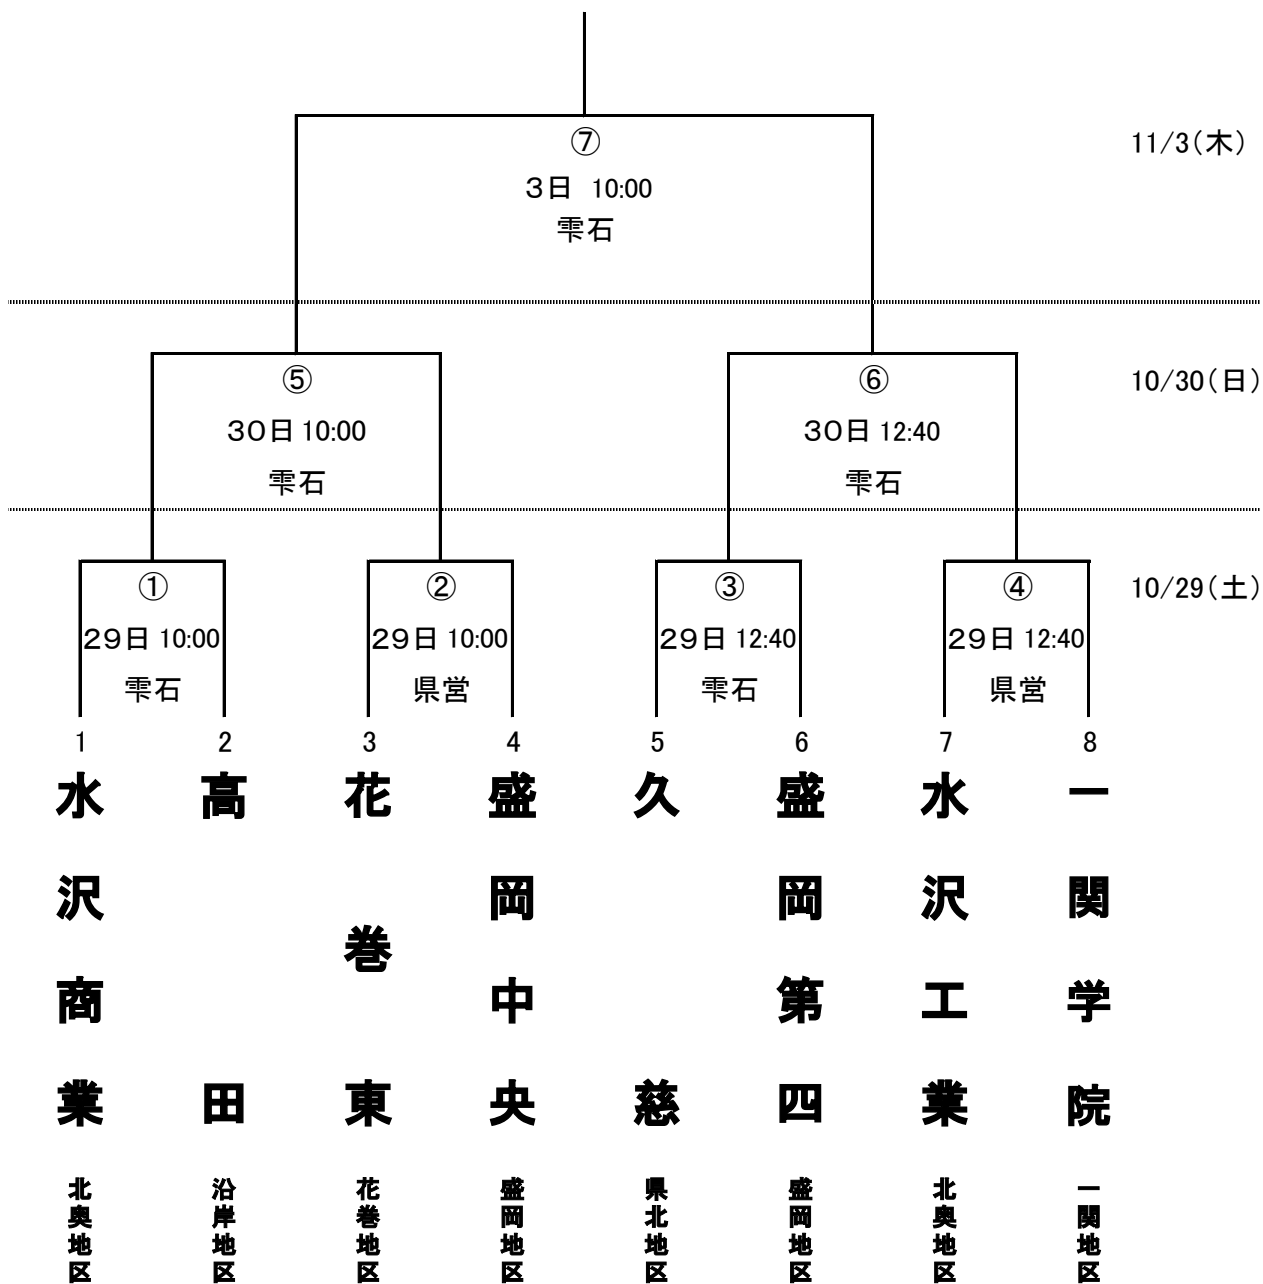 ⑦
11/3(木)
3日 10:00
雫石
⑤
⑥
10/30(日)
30日 10:00
30日 12:40
雫石
雫石
①
②
③
④
10/29(土)
29日 10:00
29日 10:00
29日 12:40
29日 12:40
雫石
県営
雫石
県営
1
2
3
4
5
6
7
8
水沢商業
高田
花巻東
盛岡中央
久慈
盛岡第四
水沢工業
一関学院
北奥地区
沿岸地区
花巻地区
盛岡地区
県北地区
盛岡地区
北奥地区
一関地区